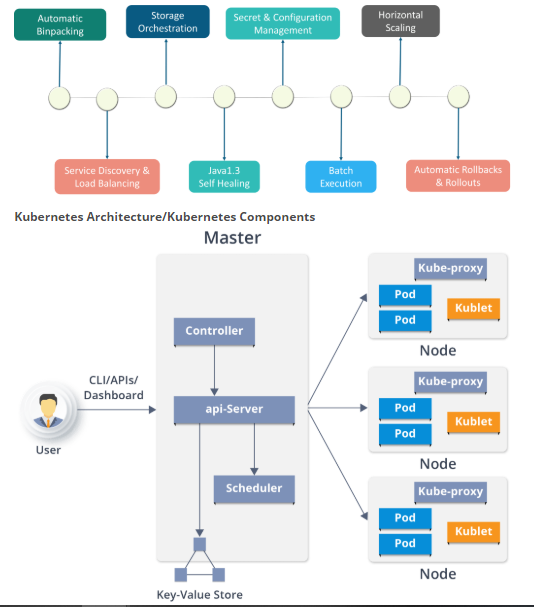 Automatic
Binpacking
Storage
Orchestration
Secret & Configuration
Management
Horizontal
Scaling
Service Discovery &
Load Balancing
Java1.3
Self Healing
Batch
Execution
Automatic Rollbacks
& Rollouts
Kubernetes Architecture/Kubernetes Components
Master
Controller
CLI/APIs/
Dashboard
api-Server
User
Scheduler
Key-Value Store
Kube-proxy
Pod
Pod
Kublet
Node
Kube-proxy
Pod
Pod
Kublet
Node
Kube-proxy
Pod
Pod
Kublet
Node